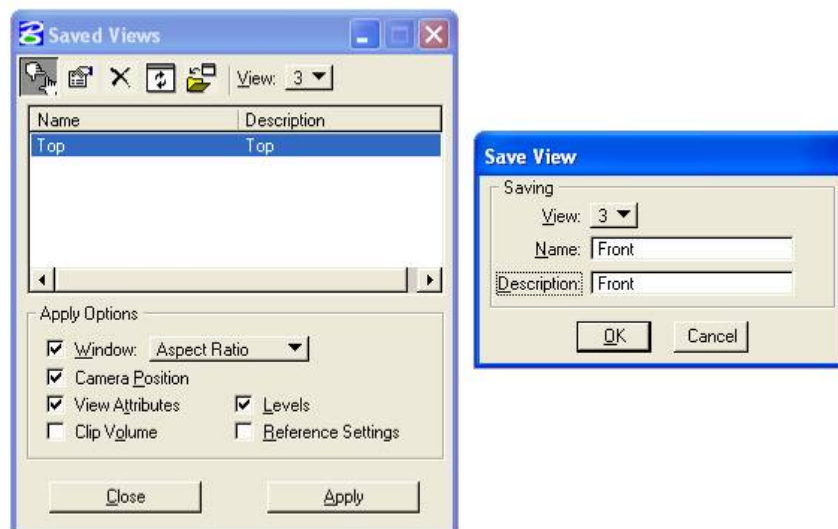 Saved Views
View: 3
Name Description
Top Top
Apply Options
Window: Aspect Ratio
Camera Position
View Attributes Levels
Clip Volume Reference Settings
Close Apply
Save View
Saving
View: 3
Name: Front
Description: Front
OK Cancel